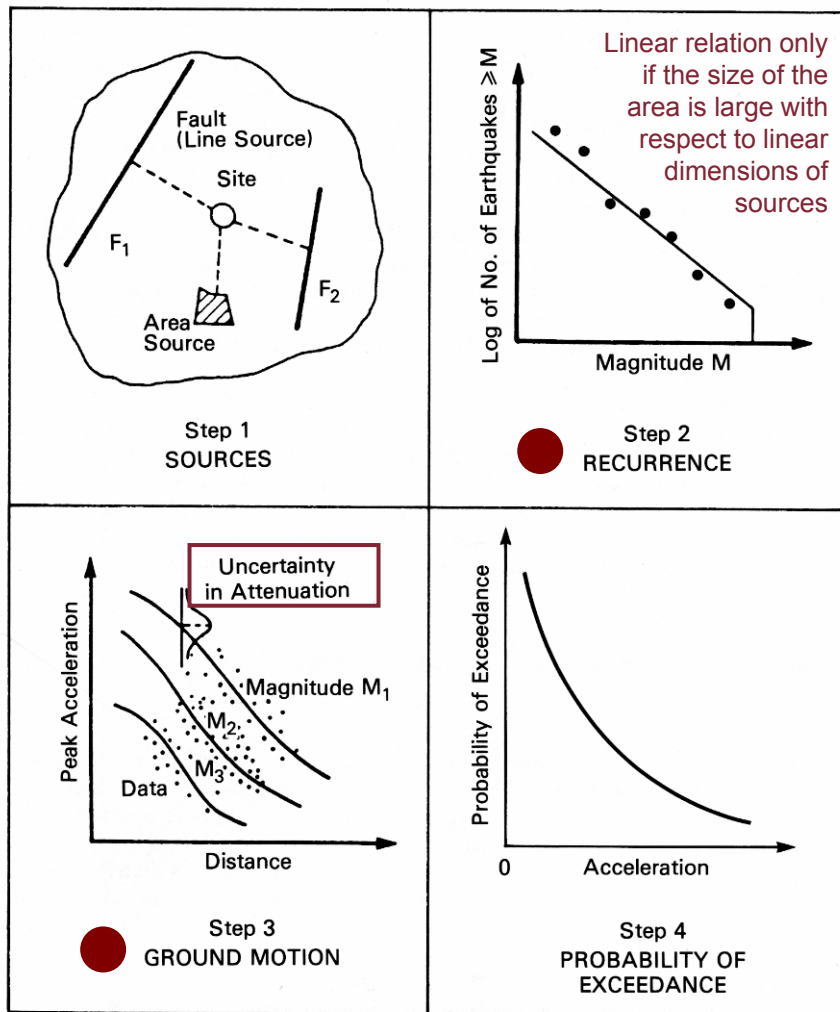 Fault
(Line Source)
Site
F₁
F₂
Area
Source
Step 1
SOURCES
Linear relation only
if the size of the
area is large with
respect to linear
dimensions of
sources
Log of No. of Earthquakes ⩾ M
Magnitude M
Step 2
RECURRENCE
Uncertainty
in Attenuation
Peak Acceleration
Magnitude M₁
M₂
M₃
Data
Distance
Step 3
GROUND MOTION
Probability of Exceedance
0
Acceleration
Step 4
PROBABILITY OF
EXCEEDANCE